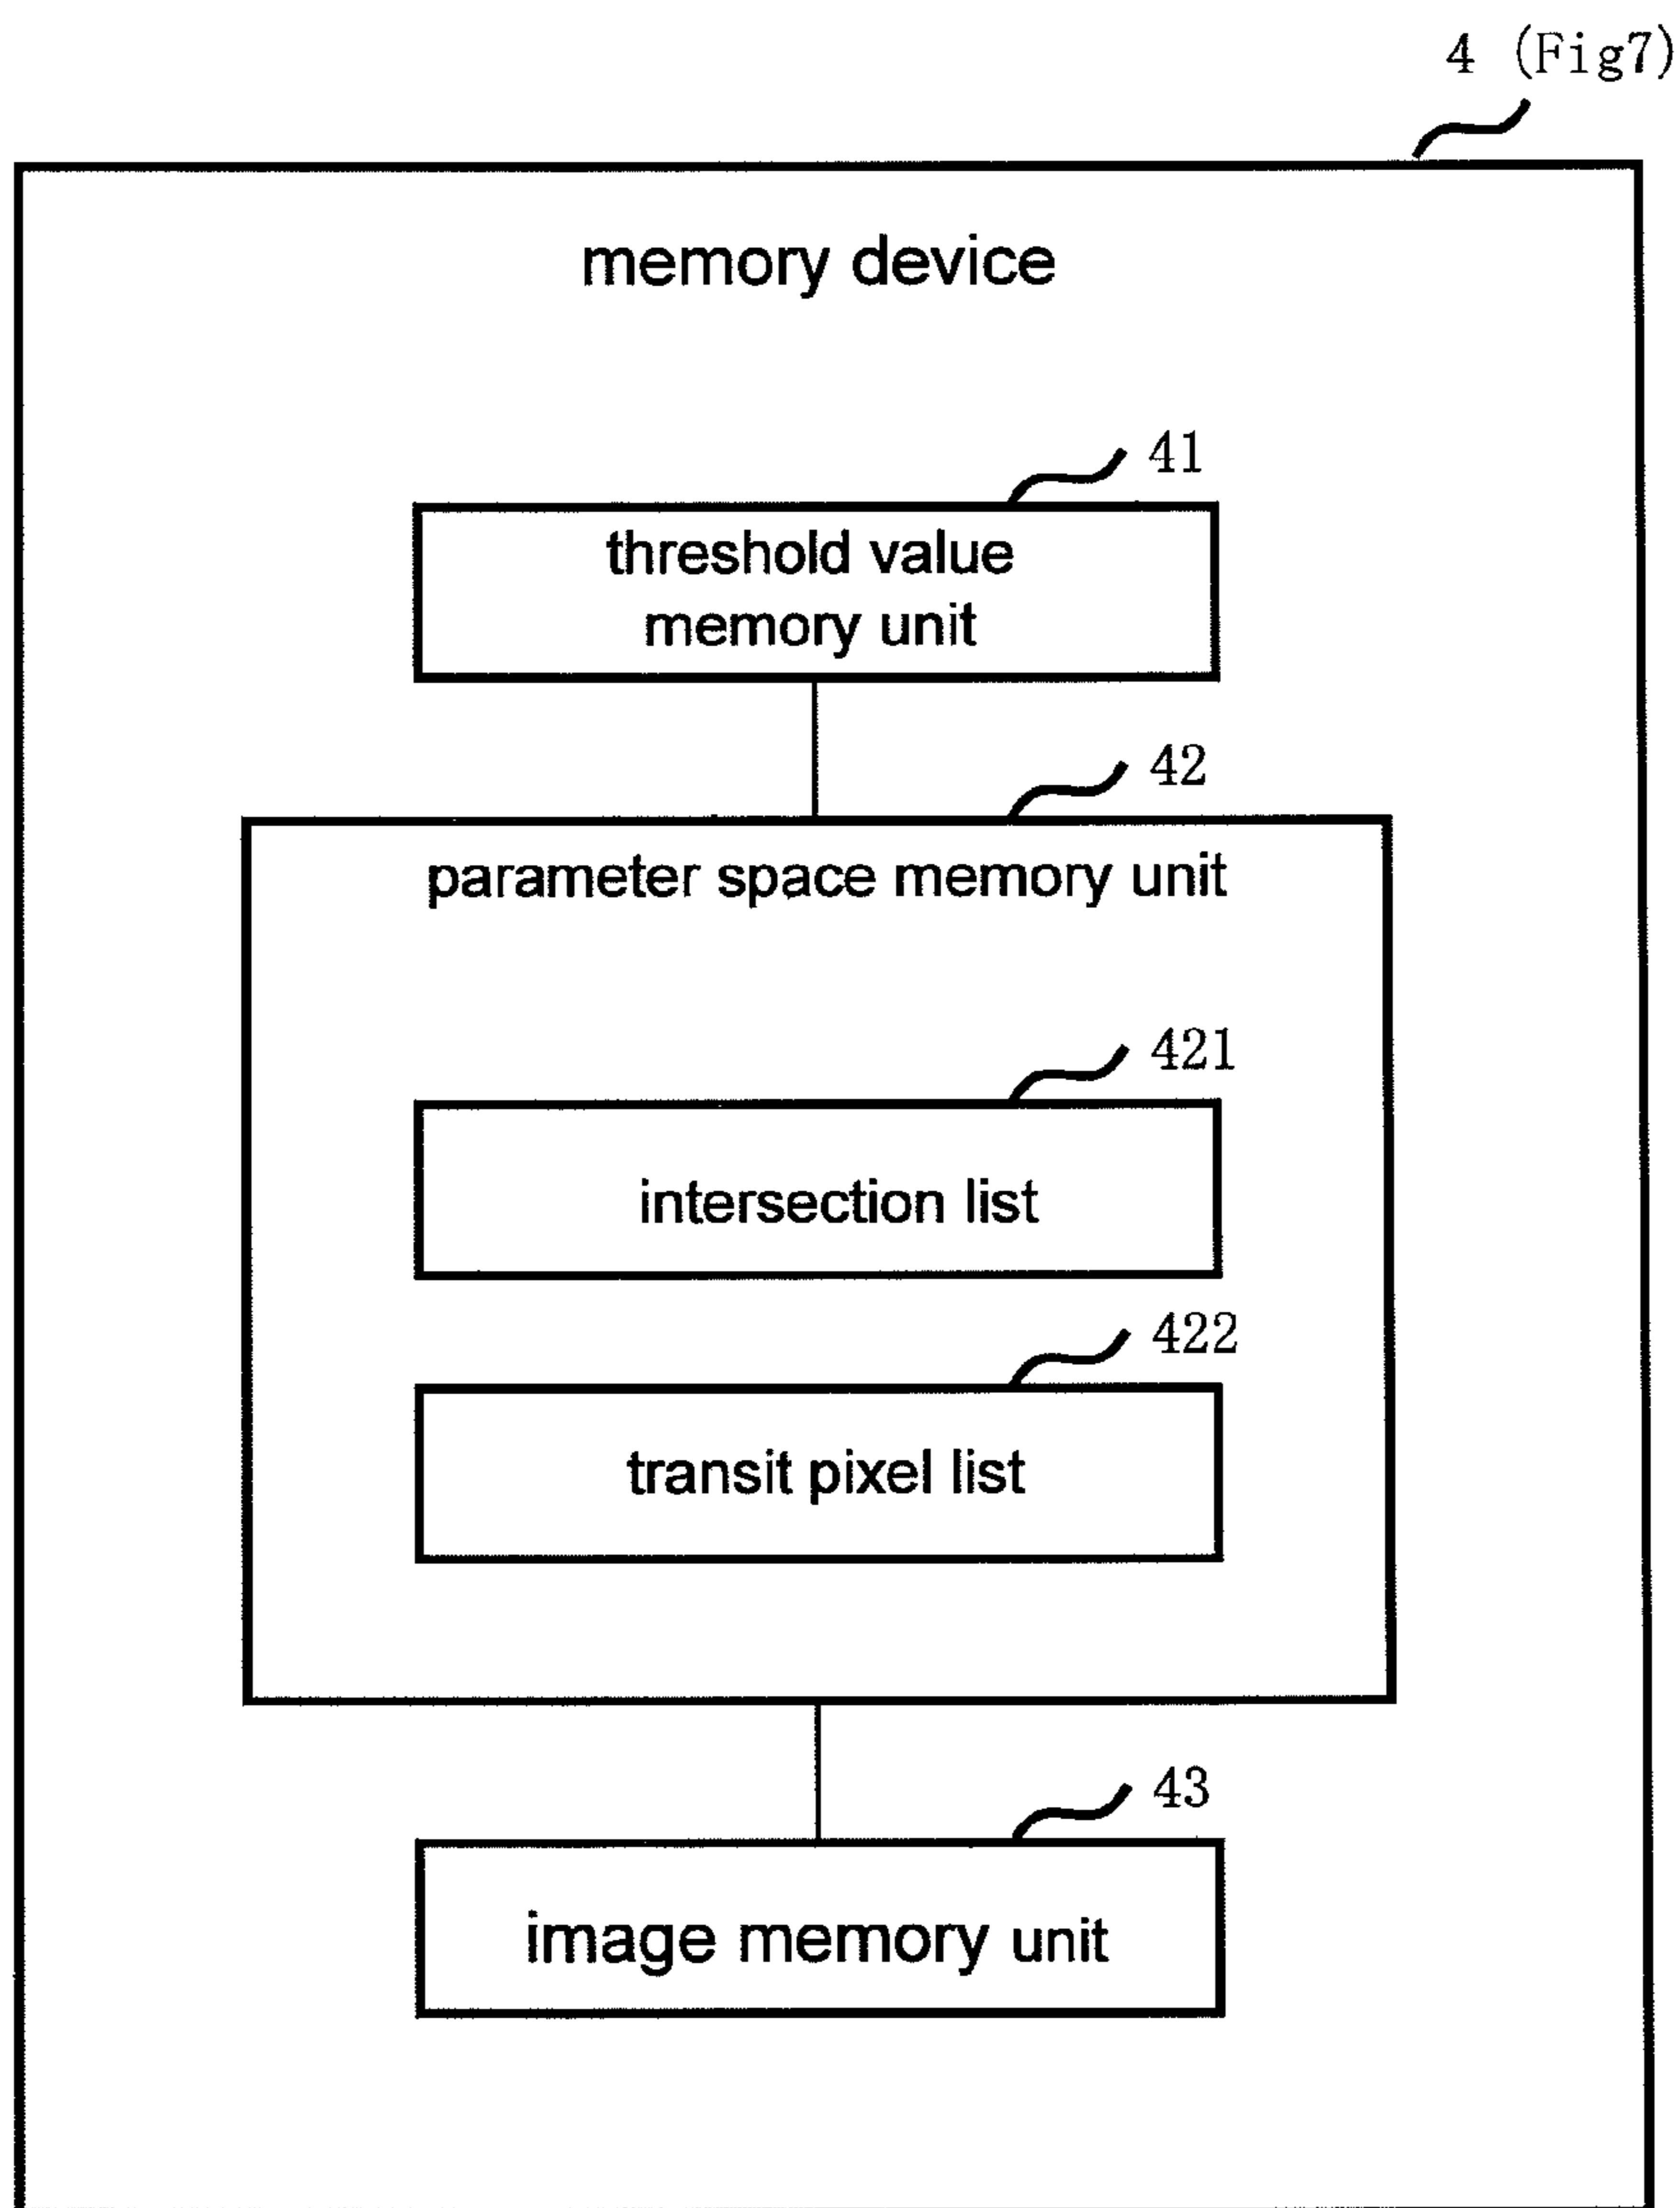 4 (Fig7)
memory device
41
threshold value
memory unit
42
parameter space memory unit
421
intersection list
422
transit pixel list
43
image memory unit